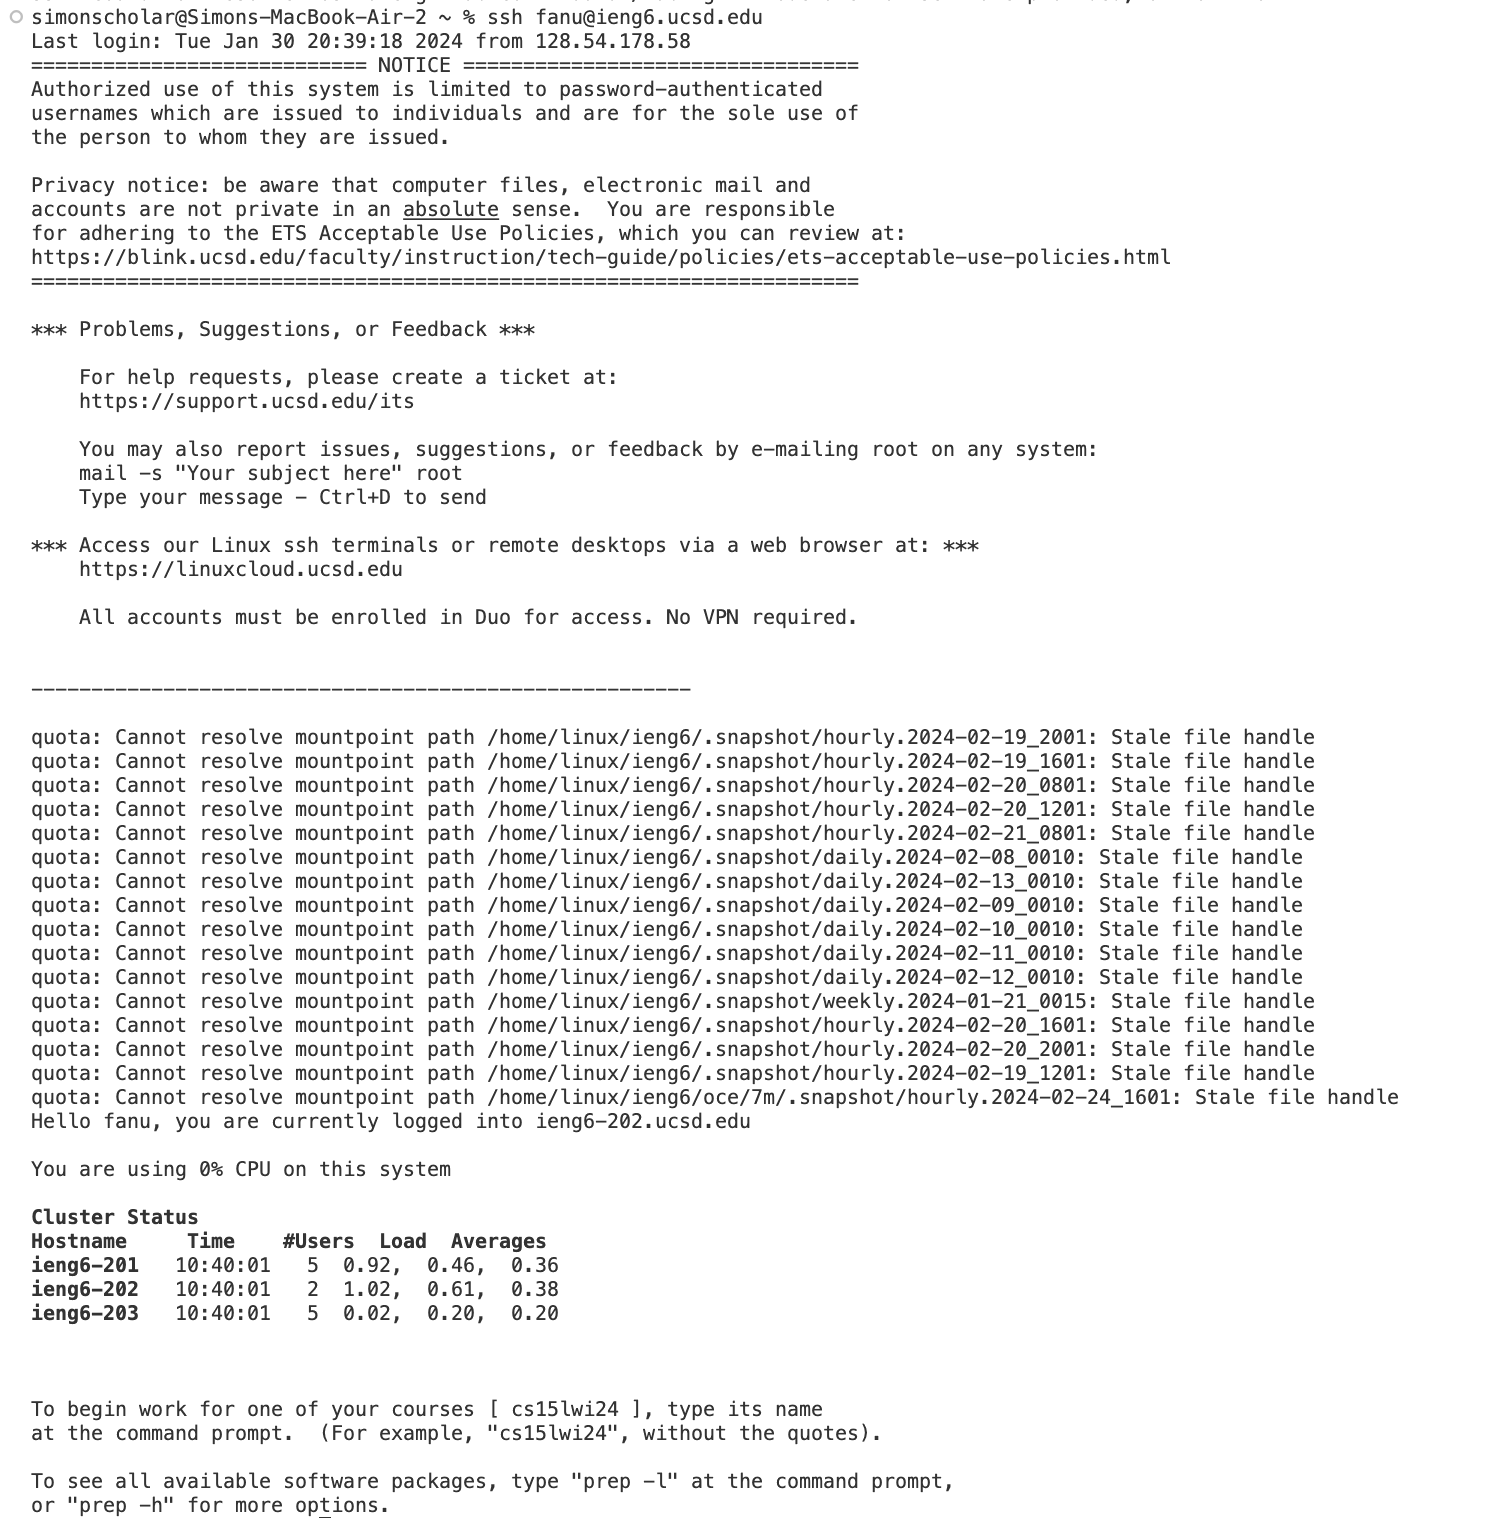 simonscholar@Simons-MacBook-Air-2 ~ % ssh fanu@ieng6.ucsd.edu
Last login: Tue Jan 30 20:39:18 2024 from 128.54.178.58
============================ NOTICE =================================
Authorized use of this system is limited to password-authenticated
usernames which are issued to individuals and are for the sole use of
the person to whom they are issued.

Privacy notice: be aware that computer files, electronic mail and
accounts are not private in an absolute sense.  You are responsible
for adhering to the ETS Acceptable Use Policies, which you can review at:
https://blink.ucsd.edu/faculty/instruction/tech-guide/policies/ets-acceptable-use-policies.html
=====================================================================

*** Problems, Suggestions, or Feedback ***

    For help requests, please create a ticket at:
    https://support.ucsd.edu/its

    You may also report issues, suggestions, or feedback by e-mailing root on any system:
    mail -s "Your subject here" root
    Type your message - Ctrl+D to send

*** Access our Linux ssh terminals or remote desktops via a web browser at: ***
    https://linuxcloud.ucsd.edu

    All accounts must be enrolled in Duo for access. No VPN required.

-------------------------------------------------------

quota: Cannot resolve mountpoint path /home/linux/ieng6/.snapshot/hourly.2024-02-19_2001: Stale file handle
quota: Cannot resolve mountpoint path /home/linux/ieng6/.snapshot/hourly.2024-02-19_1601: Stale file handle
quota: Cannot resolve mountpoint path /home/linux/ieng6/.snapshot/hourly.2024-02-20_0801: Stale file handle
quota: Cannot resolve mountpoint path /home/linux/ieng6/.snapshot/hourly.2024-02-20_1201: Stale file handle
quota: Cannot resolve mountpoint path /home/linux/ieng6/.snapshot/hourly.2024-02-21_0801: Stale file handle
quota: Cannot resolve mountpoint path /home/linux/ieng6/.snapshot/daily.2024-02-08_0010: Stale file handle
quota: Cannot resolve mountpoint path /home/linux/ieng6/.snapshot/daily.2024-02-13_0010: Stale file handle
quota: Cannot resolve mountpoint path /home/linux/ieng6/.snapshot/daily.2024-02-09_0010: Stale file handle
quota: Cannot resolve mountpoint path /home/linux/ieng6/.snapshot/daily.2024-02-10_0010: Stale file handle
quota: Cannot resolve mountpoint path /home/linux/ieng6/.snapshot/daily.2024-02-11_0010: Stale file handle
quota: Cannot resolve mountpoint path /home/linux/ieng6/.snapshot/daily.2024-02-12_0010: Stale file handle
quota: Cannot resolve mountpoint path /home/linux/ieng6/.snapshot/weekly.2024-01-21_0015: Stale file handle
quota: Cannot resolve mountpoint path /home/linux/ieng6/.snapshot/hourly.2024-02-20_1601: Stale file handle
quota: Cannot resolve mountpoint path /home/linux/ieng6/.snapshot/hourly.2024-02-20_2001: Stale file handle
quota: Cannot resolve mountpoint path /home/linux/ieng6/.snapshot/hourly.2024-02-19_1201: Stale file handle
quota: Cannot resolve mountpoint path /home/linux/ieng6/oce/7m/.snapshot/hourly.2024-02-24_1601: Stale file handle
Hello fanu, you are currently logged into ieng6-202.ucsd.edu

You are using 0% CPU on this system

Cluster Status
Hostname     Time    #Users  Load  Averages
ieng6-201   10:40:01   5  0.92,  0.46,  0.36
ieng6-202   10:40:01   2  1.02,  0.61,  0.38
ieng6-203   10:40:01   5  0.02,  0.20,  0.20

To begin work for one of your courses [ cs15lwi24 ], type its name
at the command prompt.  (For example, "cs15lwi24", without the quotes).

To see all available software packages, type "prep -l" at the command prompt,
or "prep -h" for more options.